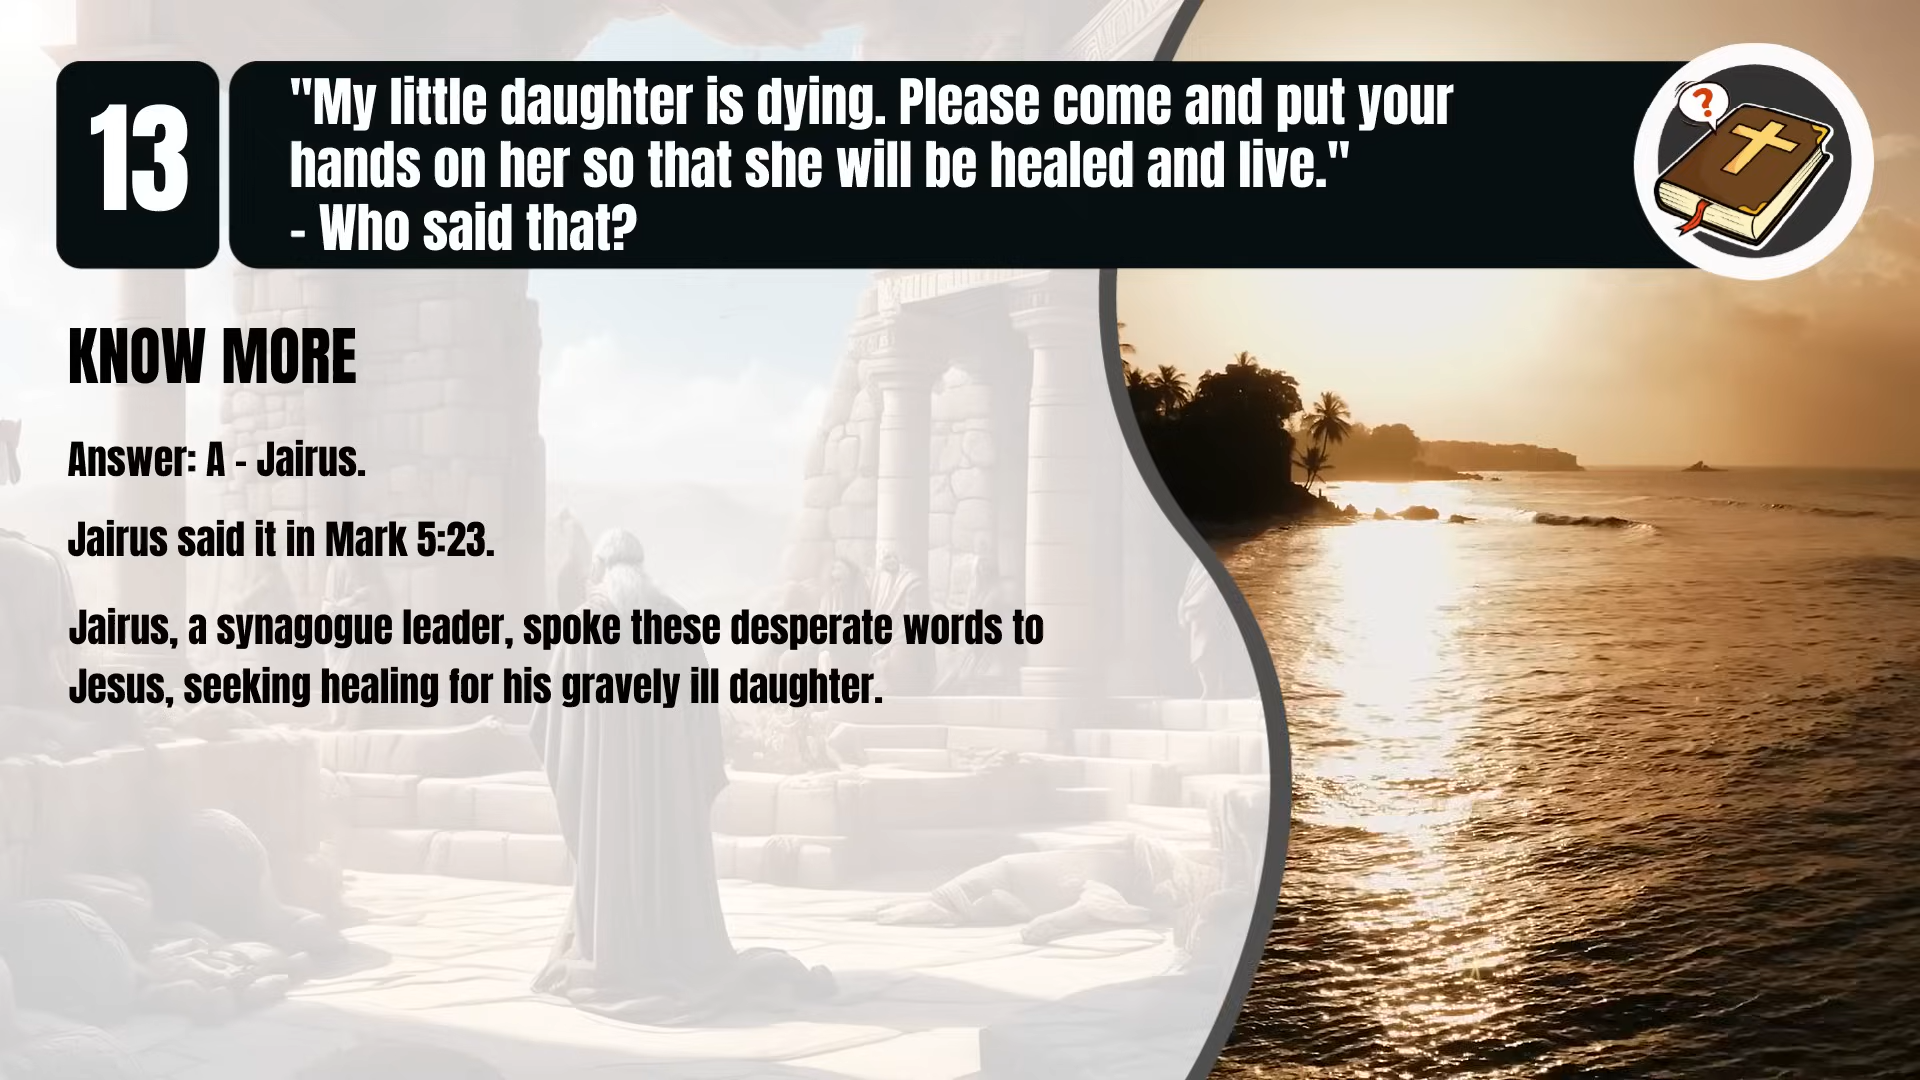 13
"My little daughter is dying. Please come and put your
hands on her so that she will be healed and live."
- Who said that?
?
KNOW MORE
Answer: A - Jairus.
Jairus said it in Mark 5:23.
Jairus, a synagogue leader, spoke these desperate words to
Jesus, seeking healing for his gravely ill daughter.